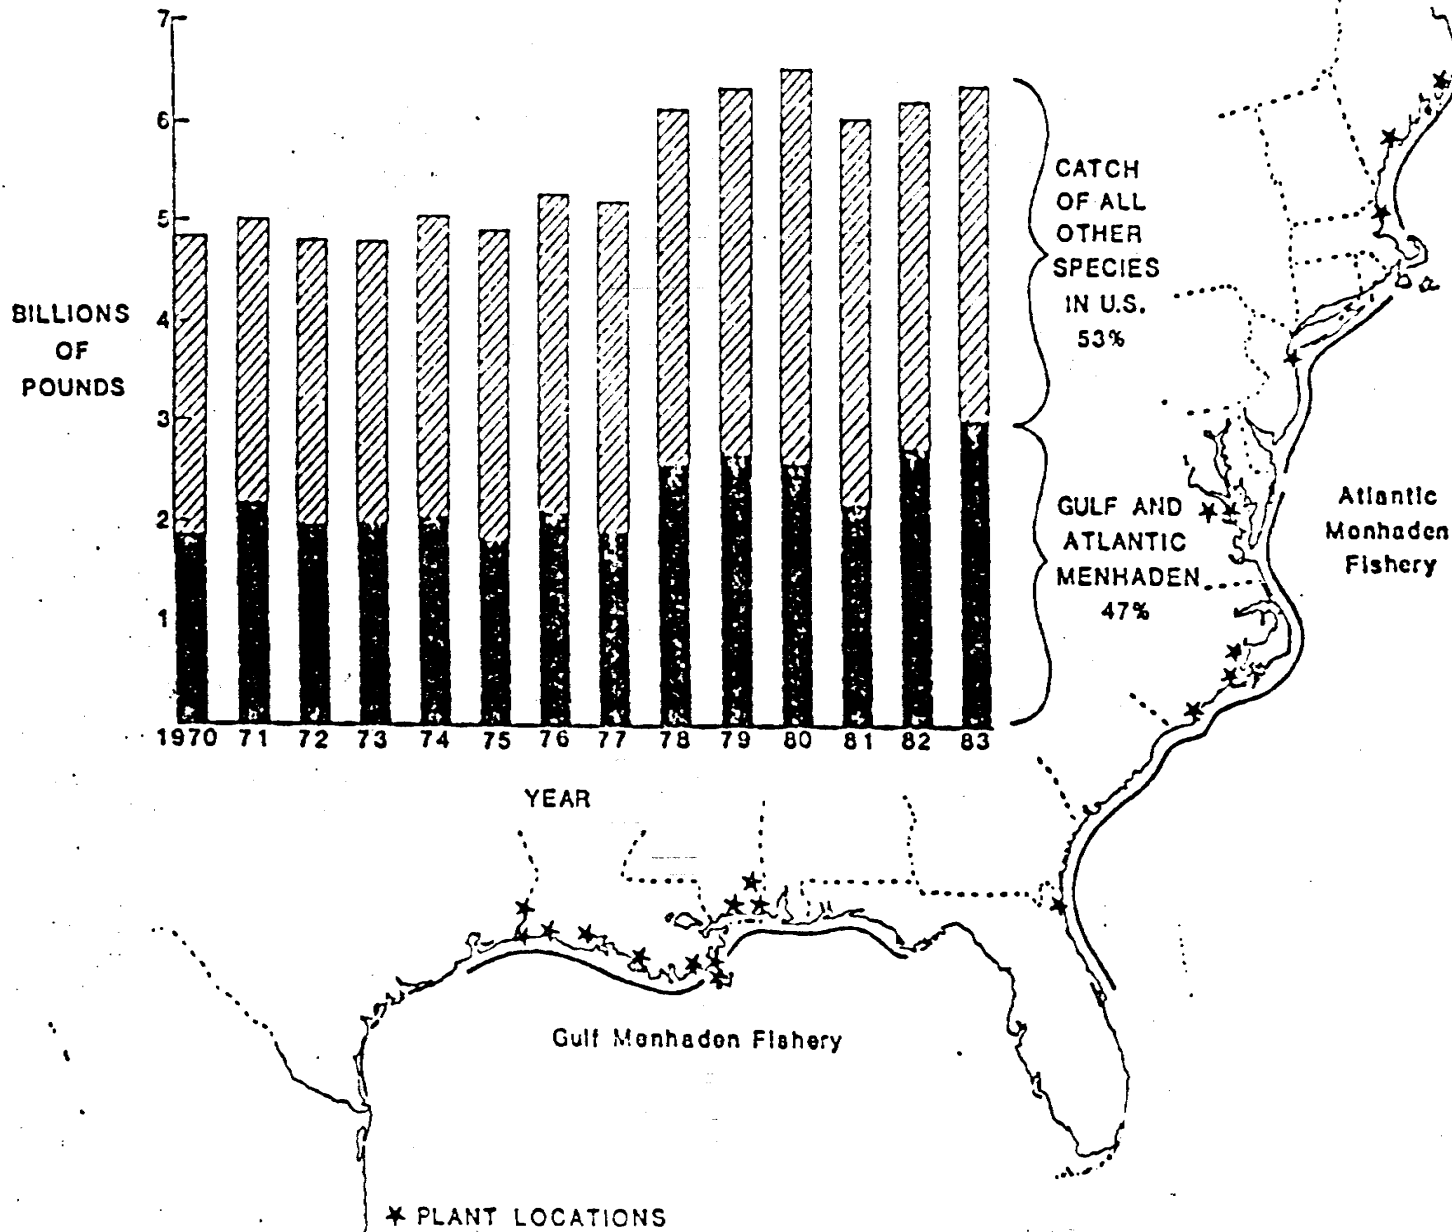 7
6
5
4
3
2
1
BILLIONS
OF
POUNDS
1970 71 72 73 74 75 76 77 78 79 80 81 82 83
YEAR
CATCH
OF ALL
OTHER
SPECIES
IN U.S.
53%
GULF AND
ATLANTIC
MENHADEN
47%
Atlantic
Menhaden
Fishery
Gulf Menhaden Fishery
★ PLANT LOCATIONS